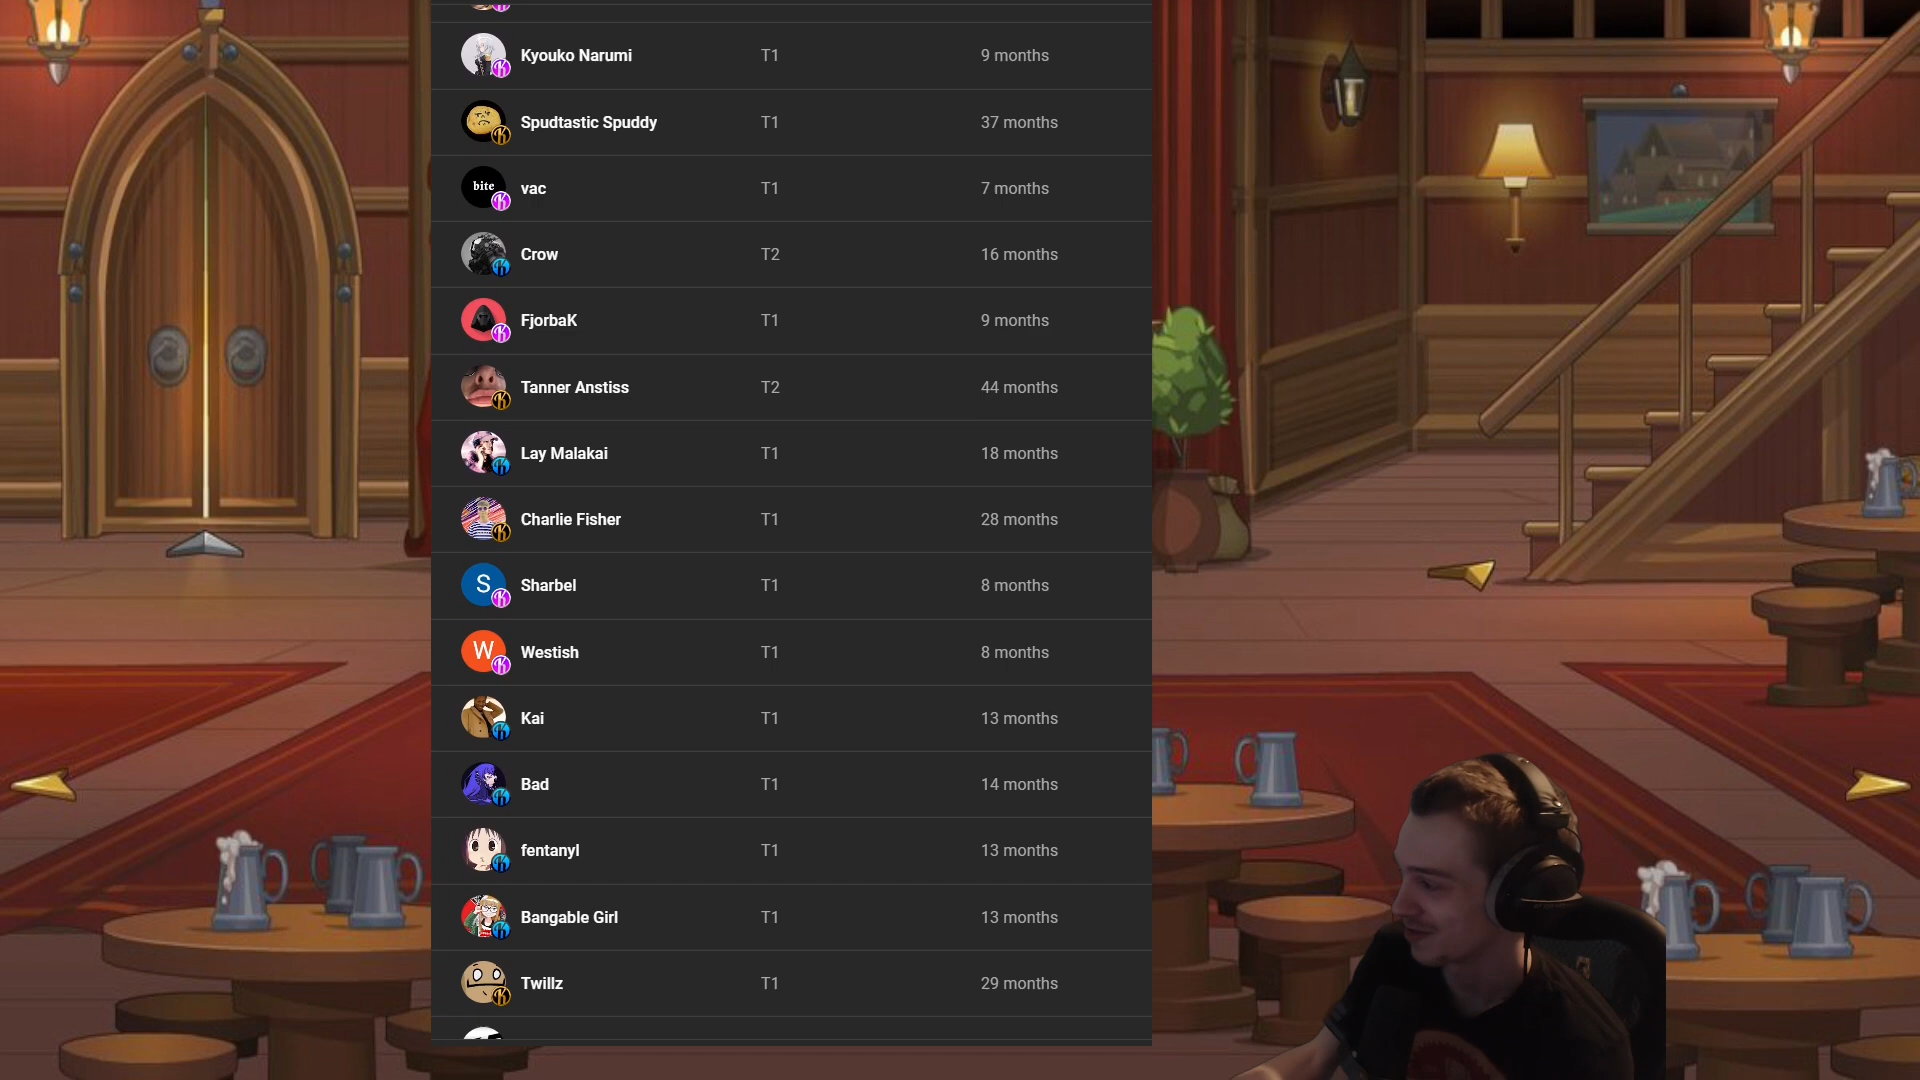 Kyouko Narumi T1 9 months
Spudtastic Spuddy T1 37 months
bite vac T1 7 months
Crow T2 16 months
FjorbaK T1 9 months
Tanner Anstiss T2 44 months
Lay Malakai T1 18 months
Charlie Fisher T1 28 months
S Sharbel T1 8 months
W Westish T1 8 months
Kai T1 13 months
Bad T1 14 months
fentanyl T1 13 months
Bangable Girl T1 13 months
Twillz T1 29 months